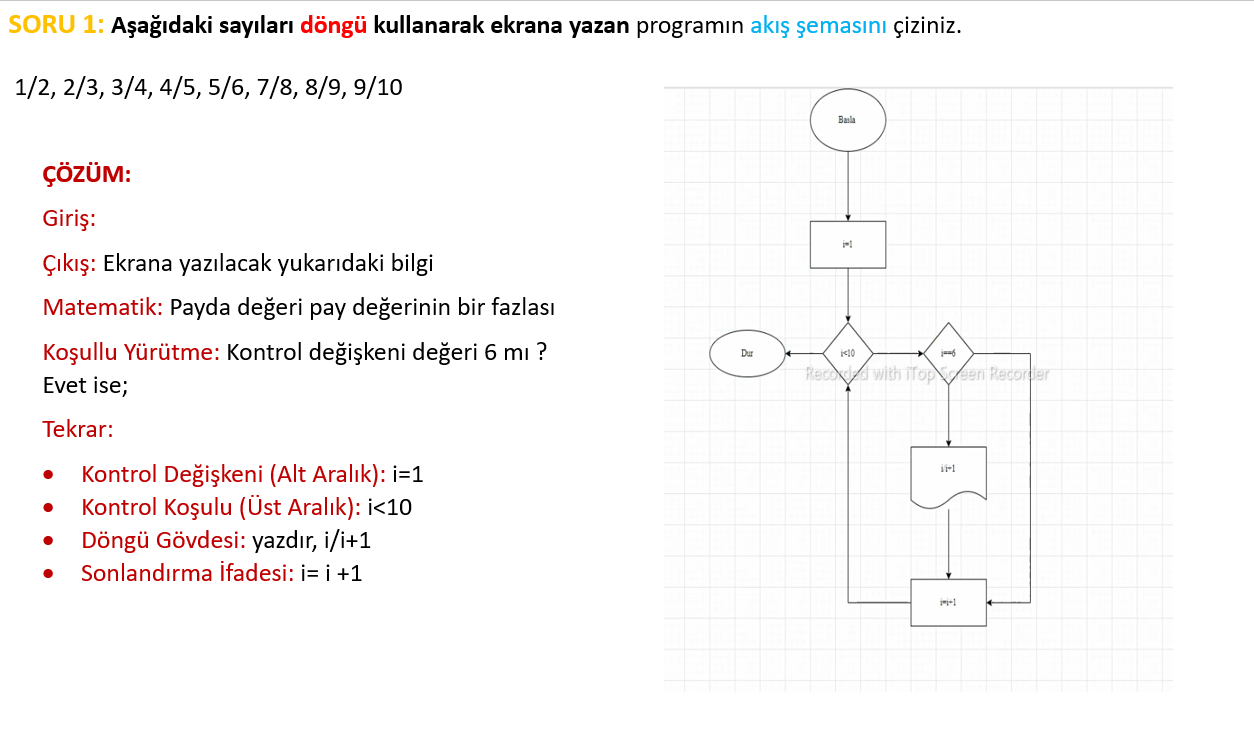 SORU 1: Aşağıdaki sayıları döngü kullanarak ekrana yazan programın akış şemasını çiziniz.
1/2, 2/3, 3/4, 4/5, 5/6, 7/8, 8/9, 9/10
ÇÖZÜM:
Giriş:
Çıkış: Ekrana yazılacak yukarıdaki bilgi
Matematik: Payda değeri pay değerinin bir fazlası
Koşullu Yürütme: Kontrol değişkeni değeri 6 mı ?
Evet ise;
Tekrar:
• Kontrol Değişkeni (Alt Aralık): i=1
• Kontrol Koşulu (Üst Aralık): i<10
• Döngü Gövdesi: yazdır, i/i+1
• Sonlandırma İfadesi: i= i +1
Basla
i=1
Dur
i<10
i==6
Recorded with iTop Screen Recorder
i/i+1
i=i+1